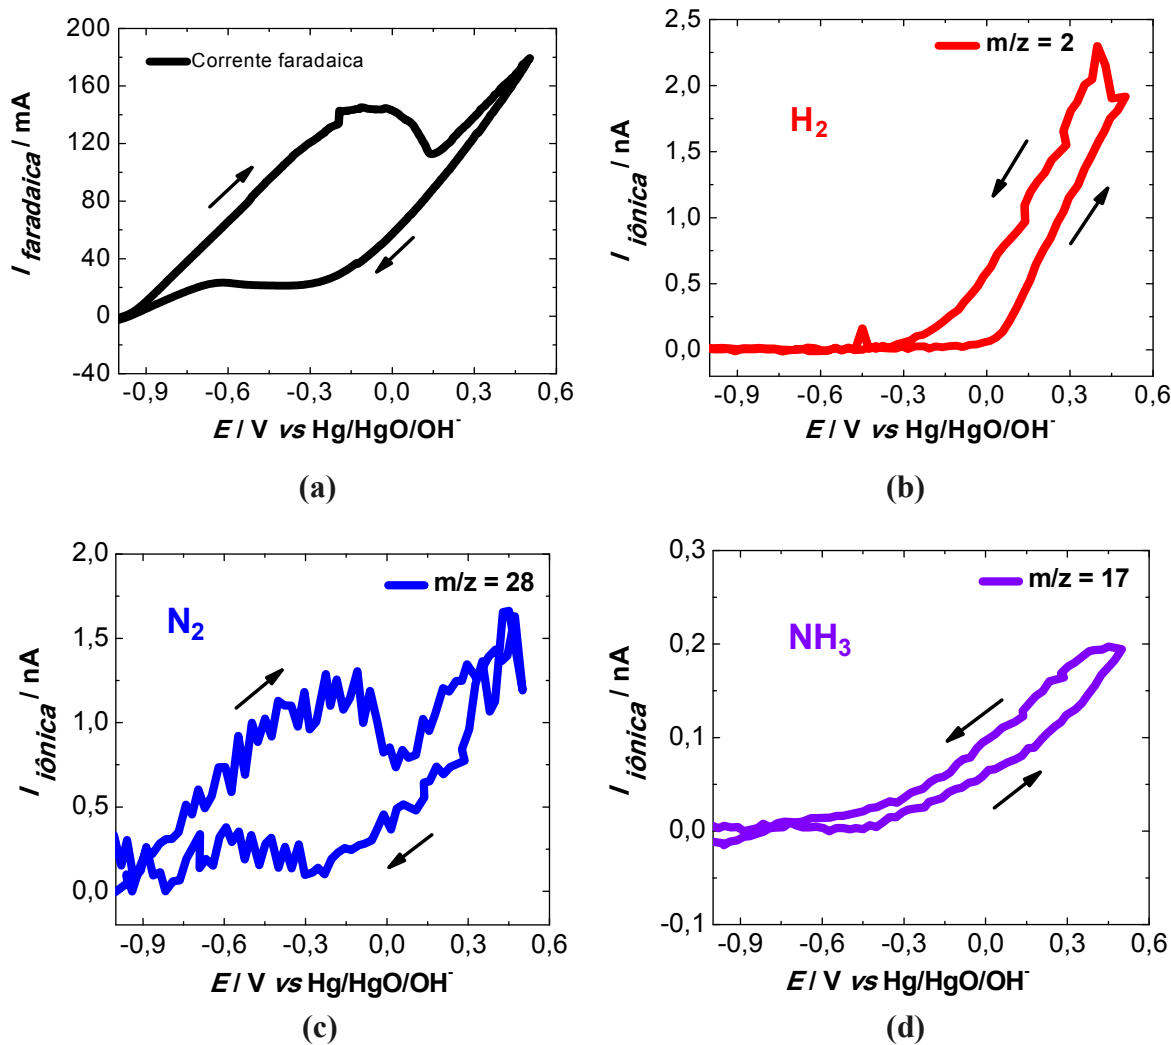 200
160
120
80
40
0
-40
I faradaica / mA
Corrente faradaica
-0,9 -0,6 -0,3 0,0 0,3 0,6
E / V vs Hg/HgO/OH⁻
(a)
2,5
2,0
1,5
1,0
0,5
0,0
I iônica / nA
m/z = 2
H₂
-0,9 -0,6 -0,3 0,0 0,3 0,6
E / V vs Hg/HgO/OH⁻
(b)
2,0
1,5
1,0
0,5
0,0
I iônica / nA
m/z = 28
N₂
-0,9 -0,6 -0,3 0,0 0,3 0,6
E / V vs Hg/HgO/OH⁻
(c)
0,3
0,2
0,1
0,0
-0,1
I iônica / nA
m/z = 17
NH₃
-0,9 -0,6 -0,3 0,0 0,3 0,6
E / V vs Hg/HgO/OH⁻
(d)